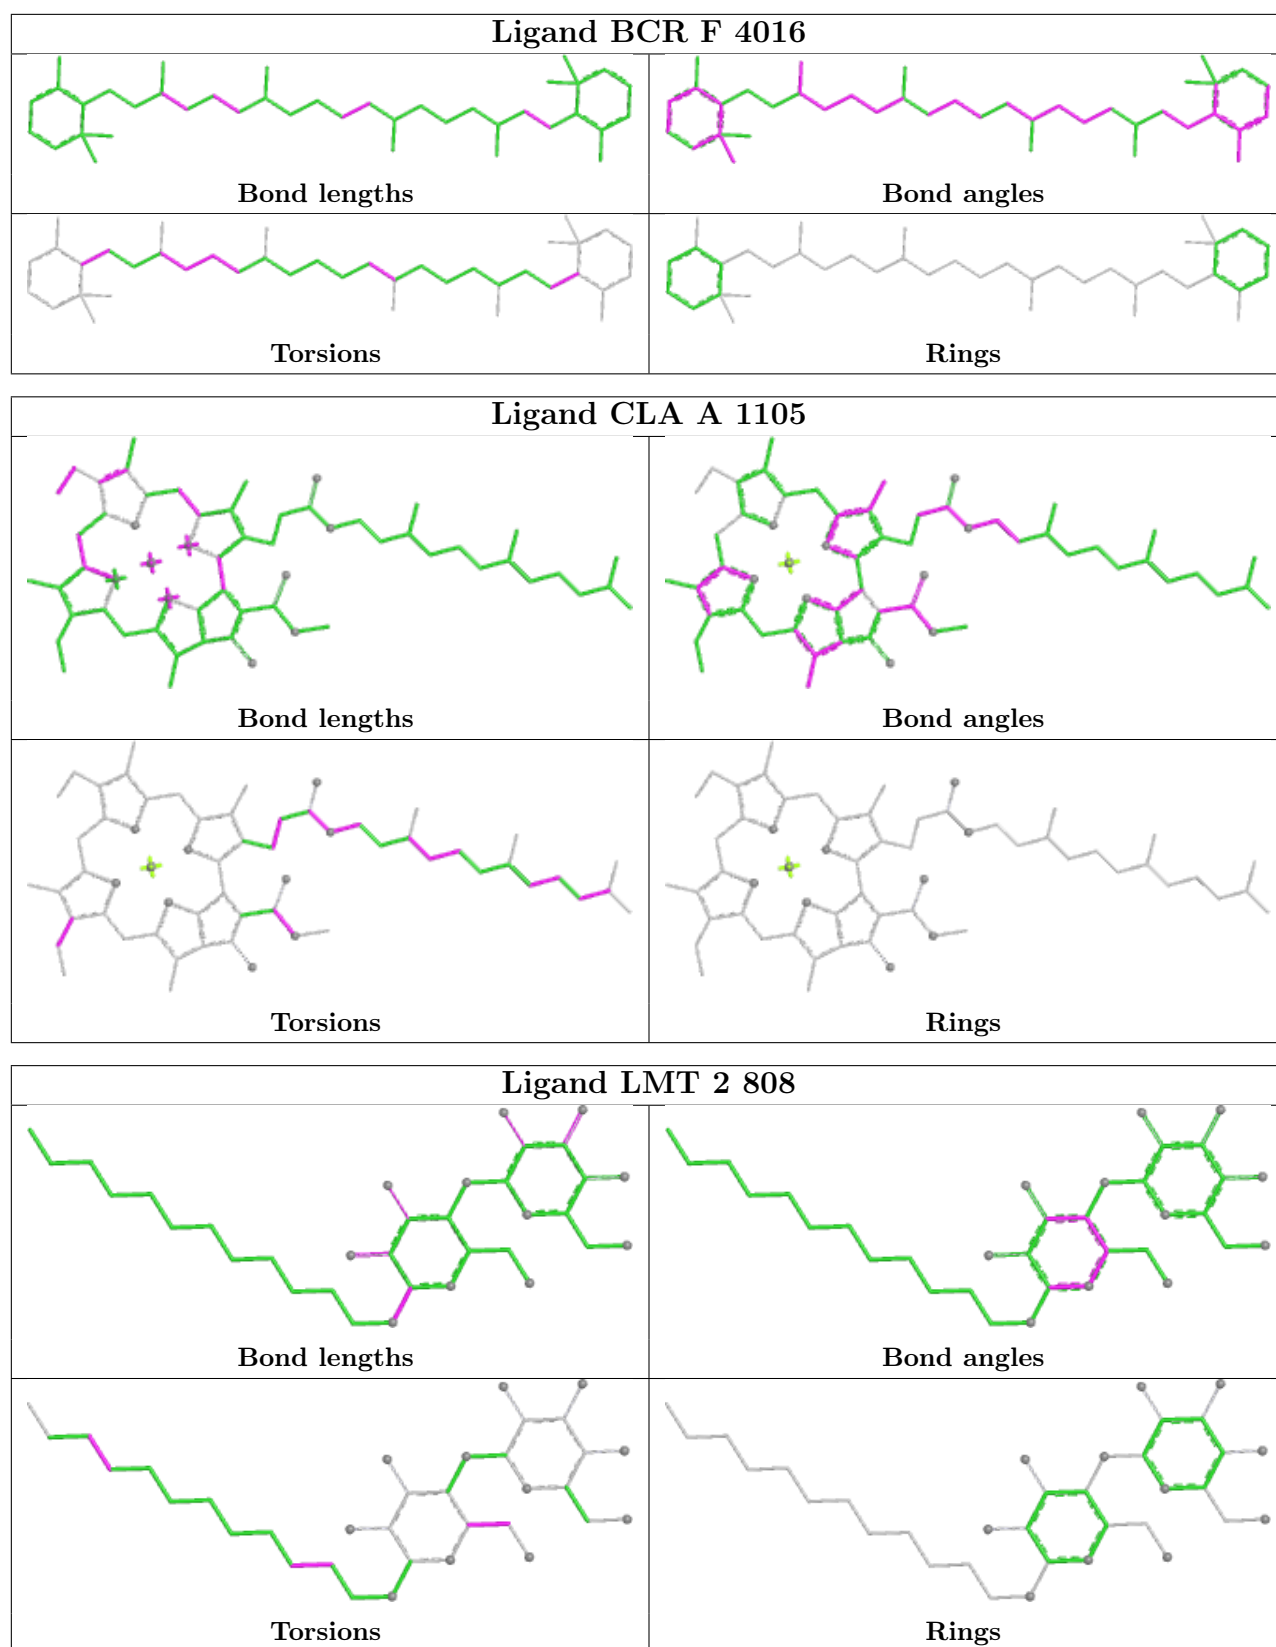 Ligand BCR F 4016
Bond lengths
Bond angles
Torsions
Rings
Ligand CLA A 1105
Bond lengths
Bond angles
Torsions
Rings
Ligand LMT 2 808
Bond lengths
Bond angles
Torsions
Rings